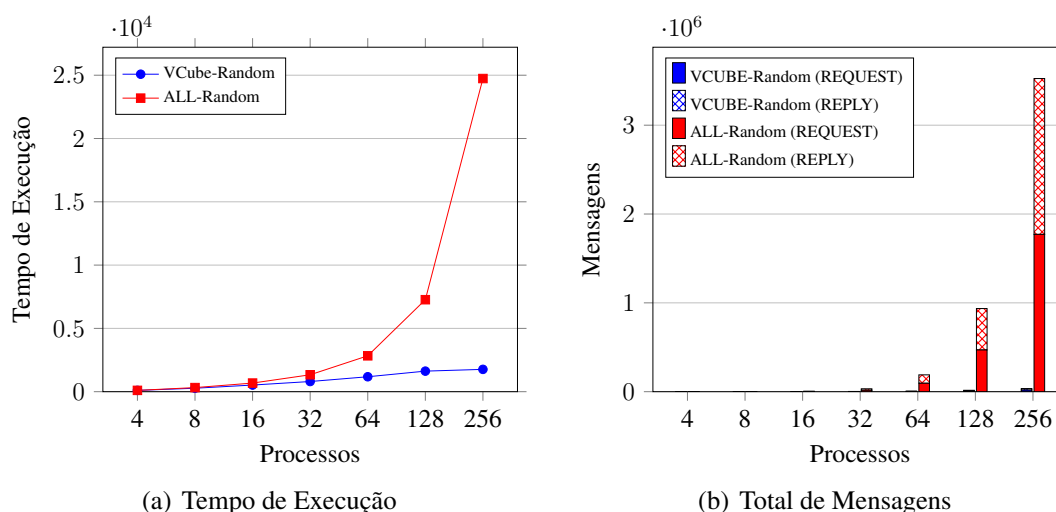 ·10^4
Tempo de Execução
2,5
2
1,5
1
0,5
0
VCube-Random
ALL-Random
4 8 16 32 64 128 256
Processos
(a) Tempo de Execução
·10^6
Mensagens
3
2
1
0
VCUBE-Random (REQUEST)
VCUBE-Random (REPLY)
ALL-Random (REQUEST)
ALL-Random (REPLY)
4 8 16 32 64 128 256
Processos
(b) Total de Mensagens